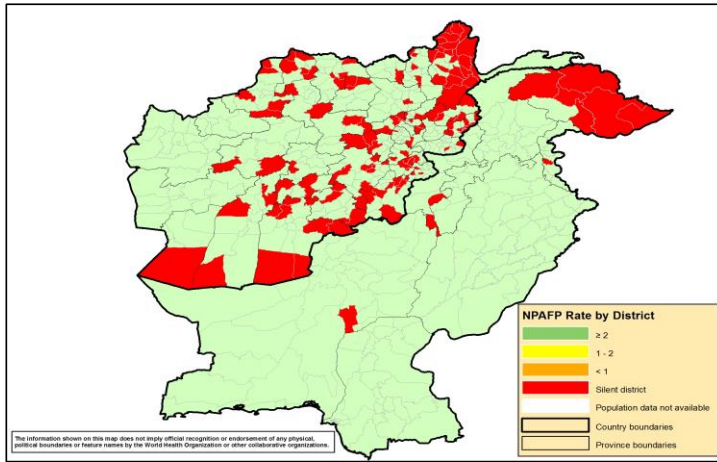 NPAFP Rate by District
≥ 2
1 - 2
< 1
Silent district
Population data not available
Country boundaries
Province boundaries
The information shown on this map does not imply official recognition or endorsement of any physical,
political boundaries or feature names by the World Health Organization or other collaborative organizations.